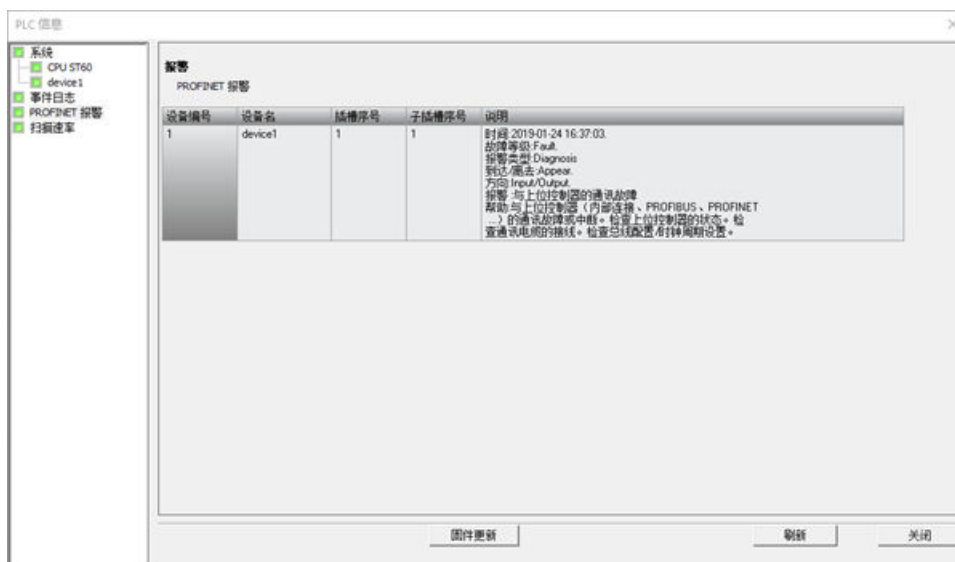 PLC 信息
系统
CPU ST60
device1
事件日志
PROFINET 报警
扫描速率
报警
PROFINET 报警
设备编号 设备名 插槽序号 子插槽序号 说明
1 device1 1 1 时间:2019-01-24 16:37:03.
故障等级:Fault.
报警类型:Diagnosis
到达/离去:Appear.
方向:Input/Output.
报警 :与上位控制器的通讯故障
帮助:与上位控制器（内部连接、PROFIBUS、PROFINET
...）的通讯故障或中断。检查上位控制器的状态。检
查通讯电缆的接线。检查总线配置/时钟周期设置。
固件更新 刷新 关闭